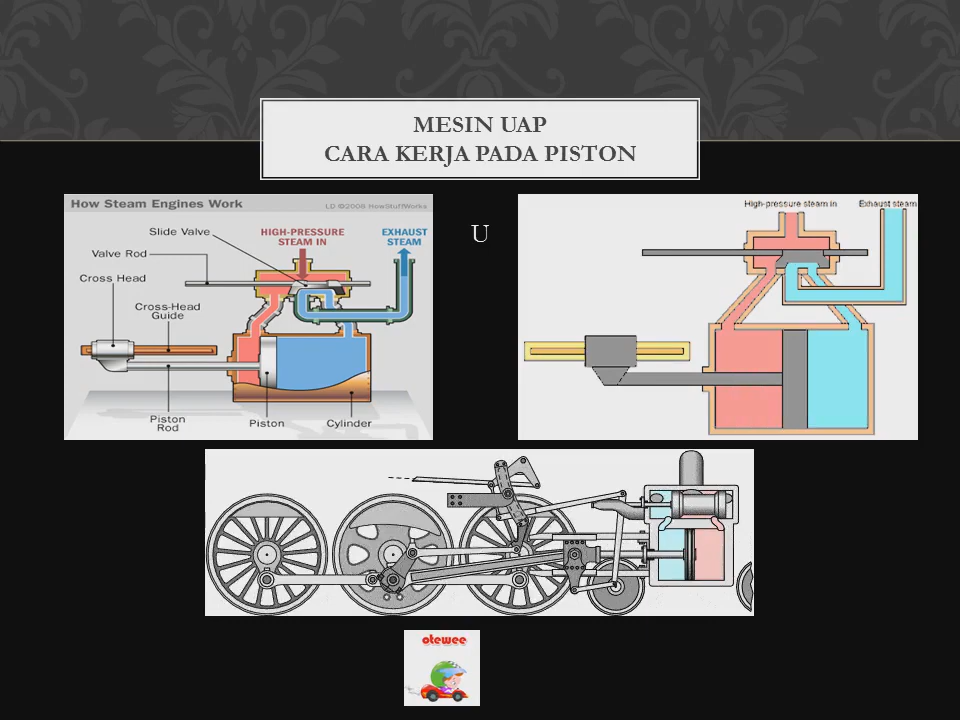 MESIN UAP
CARA KERJA PADA PISTON
How Steam Engines Work
LD ©2008 HowStuffWorks
Slide Valve
HIGH-PRESSURE
STEAM IN
EXHAUST
STEAM
Valve Rod
Cross Head
Cross-Head
Guide
Piston
Rod
Piston
Cylinder
U
High-pressure steam in
Exhaust steam
otewee